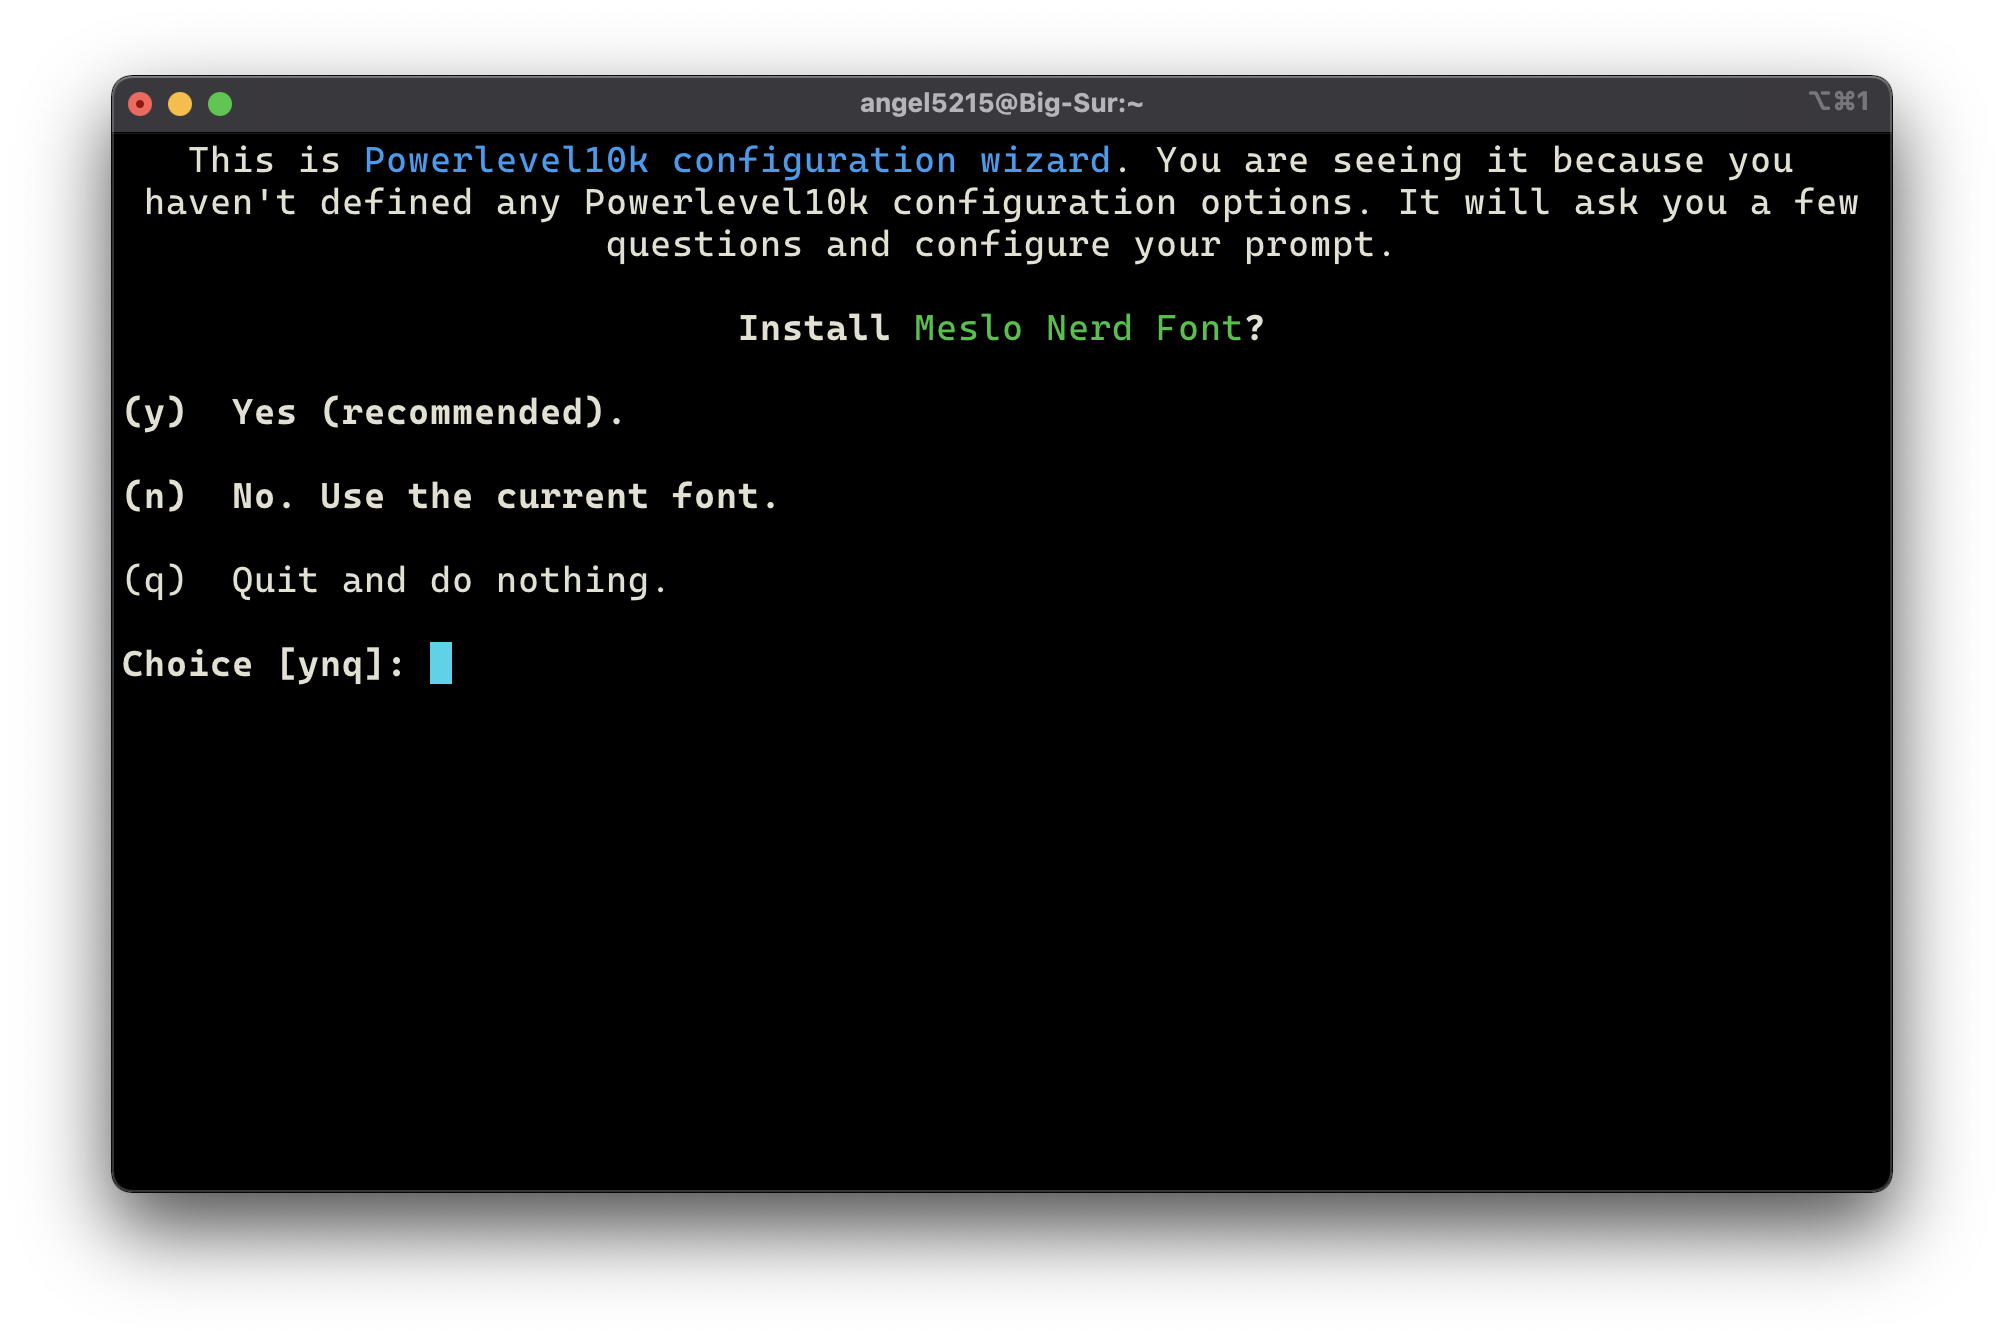 angel5215@Big-Sur:~
⌥⌘1
This is Powerlevel10k configuration wizard. You are seeing it because you
haven't defined any Powerlevel10k configuration options. It will ask you a few
questions and configure your prompt.
Install Meslo Nerd Font?
(y)  Yes (recommended).
(n)  No. Use the current font.
(q)  Quit and do nothing.
Choice [ynq]: